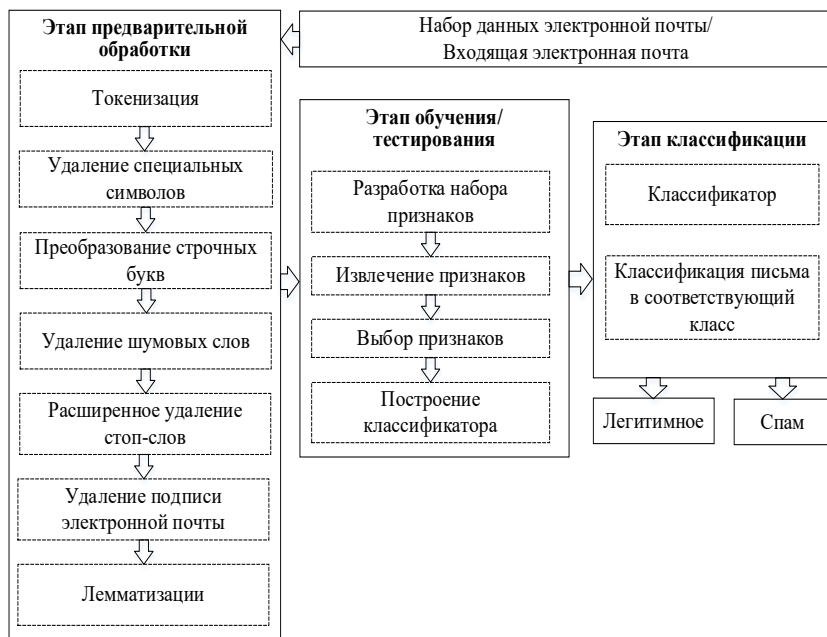 Этап предварительной
обработки
Токенизация
Удаление специальных
символов
Преобразование строчных
букв
Удаление шумовых слов
Расширенное удаление
стоп-слов
Удаление подписи
электронной почты
Лемматизации
Набор данных электронной почты/
Входящая электронная почта
Этап обучения/
тестирования
Разработка набора
признаков
Извлечение признаков
Выбор признаков
Построение
классификатора
Этап классификации
Классификатор
Классификация письма
в соответствующий
класс
Легитимное
Спам